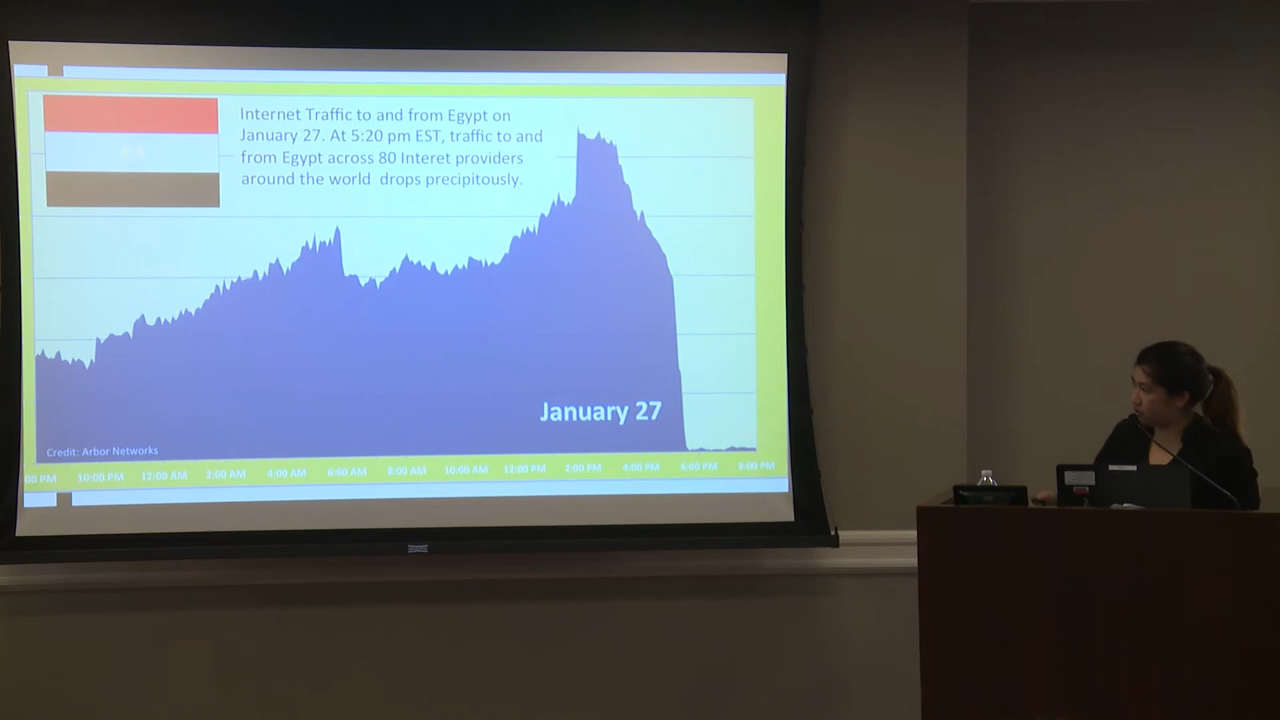 Internet Traffic to and from Egypt on
January 27. At 5:20 pm EST, traffic to and
from Egypt across 80 Interet providers
around the world drops precipitously.
January 27
Credit: Arbor Networks
00 PM 10:00 PM 12:00 AM 2:00 AM 4:00 AM 6:00 AM 8:00 AM 10:00 AM 12:00 PM 2:00 PM 4:00 PM 6:00 PM 8:00 PM